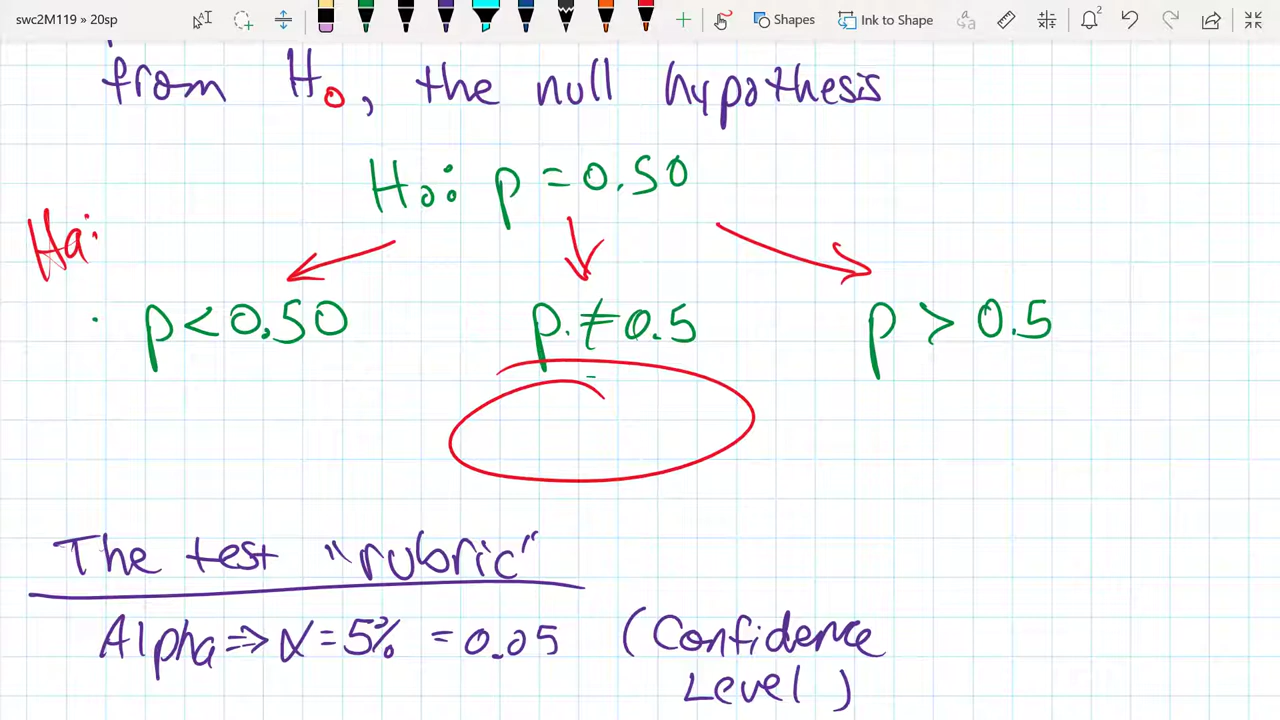 swc2M119 » 20sp
Shapes
Ink to Shape
2
from H0, the null hypothesis
H0: p = 0.50
Ha:
p < 0.50 p ≠ 0.5 p > 0.5
The test "rubric"
Alpha ⇒ α = 5% = 0.05 (Confidence
Level)